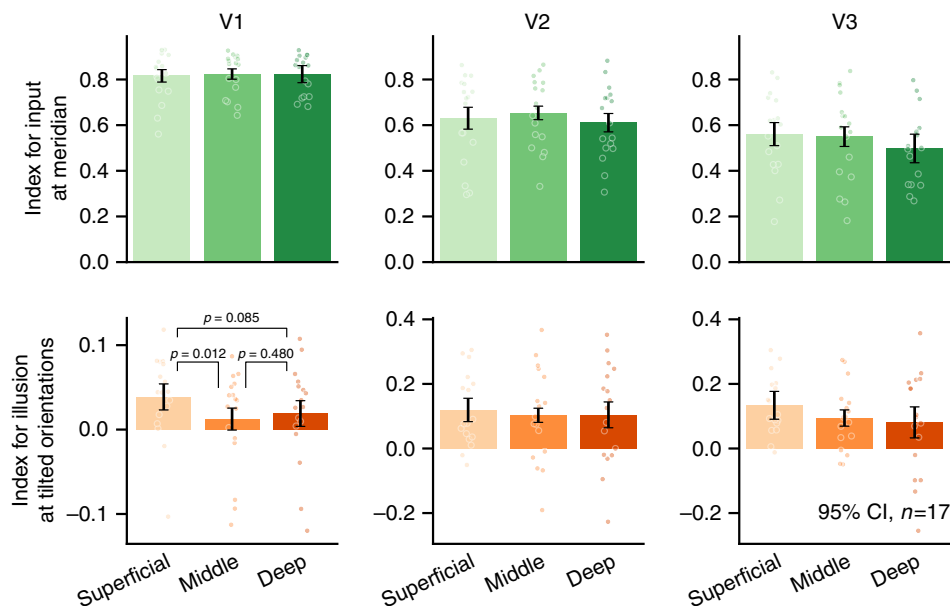 V1
V2
V3
Index for input
at meridian
0.8
0.6
0.4
0.2
0.0
0.8
0.6
0.4
0.2
0.0
0.8
0.6
0.4
0.2
0.0
Index for illusion
at tilted orientations
0.1
0.0
−0.1
p = 0.085
p = 0.012
p = 0.480
0.4
0.2
0.0
−0.2
0.4
0.2
0.0
−0.2
95% CI, n=17
Superficial
Middle
Deep
Superficial
Middle
Deep
Superficial
Middle
Deep